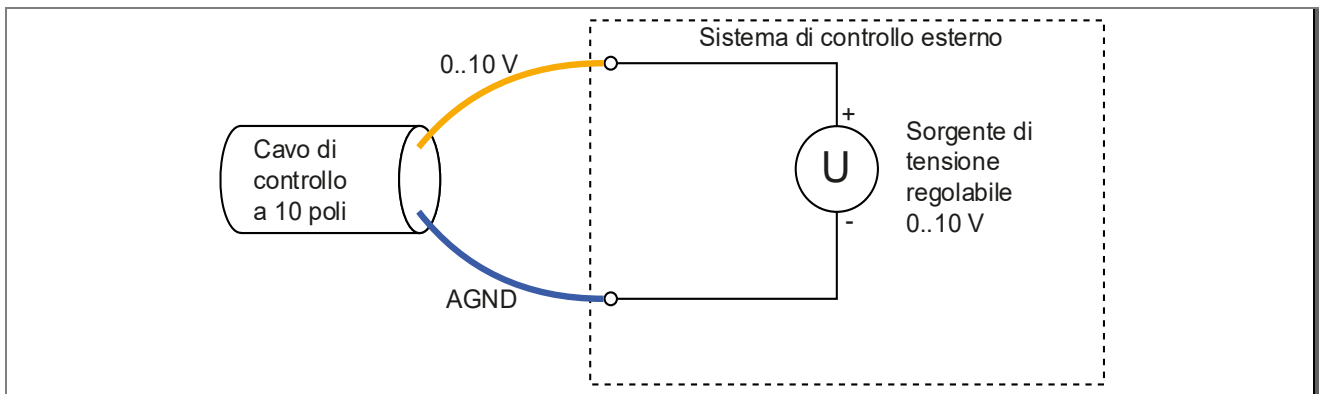 Sistema di controllo esterno
0..10 V
Cavo di
controllo
a 10 poli
+
U
-
Sorgente di
tensione
regolabile
0..10 V
AGND